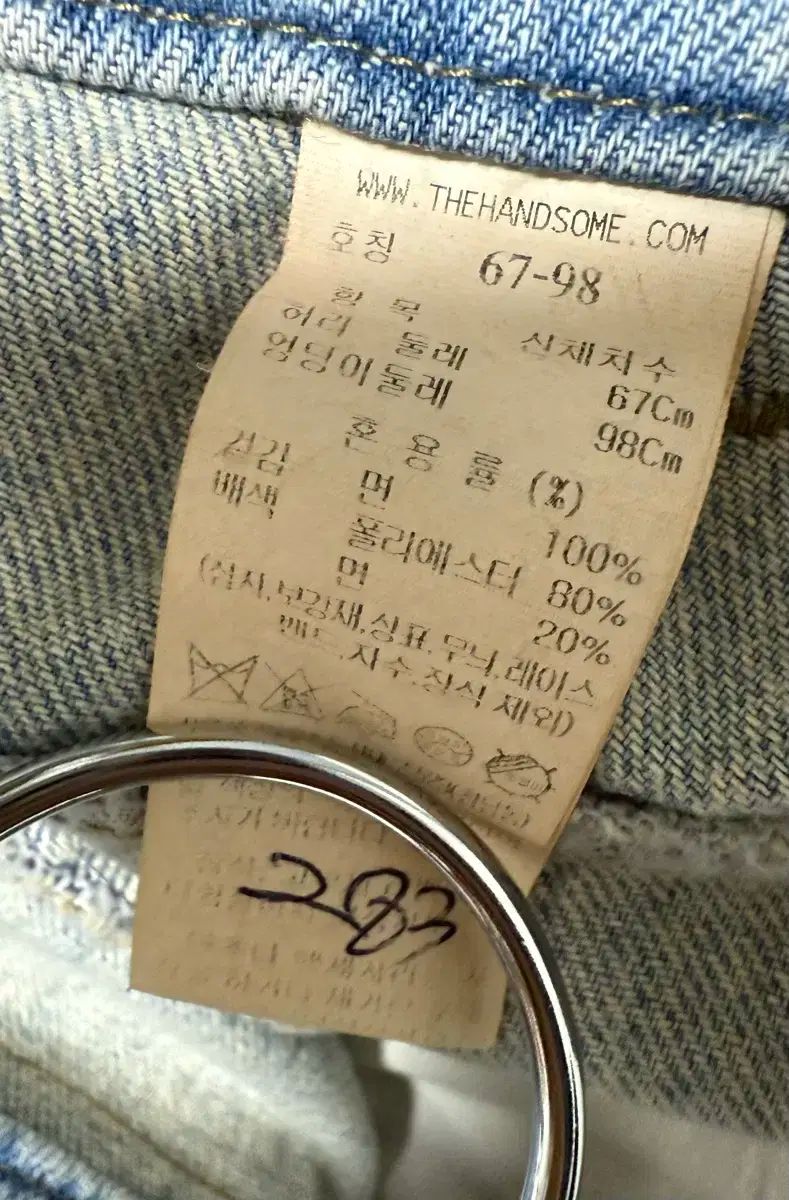 WWW.THEHANDSOME.COM
호칭 67-98
항 목 신체치수
허리 둘레 67Cm
엉덩이둘레 98Cm
혼 용 률 (%)
겉감 면 100%
배색 폴리에스터 80%
면 20%
(심지.보강재.상표.무늬.레이스
밴드.자수.장식 제외)
283